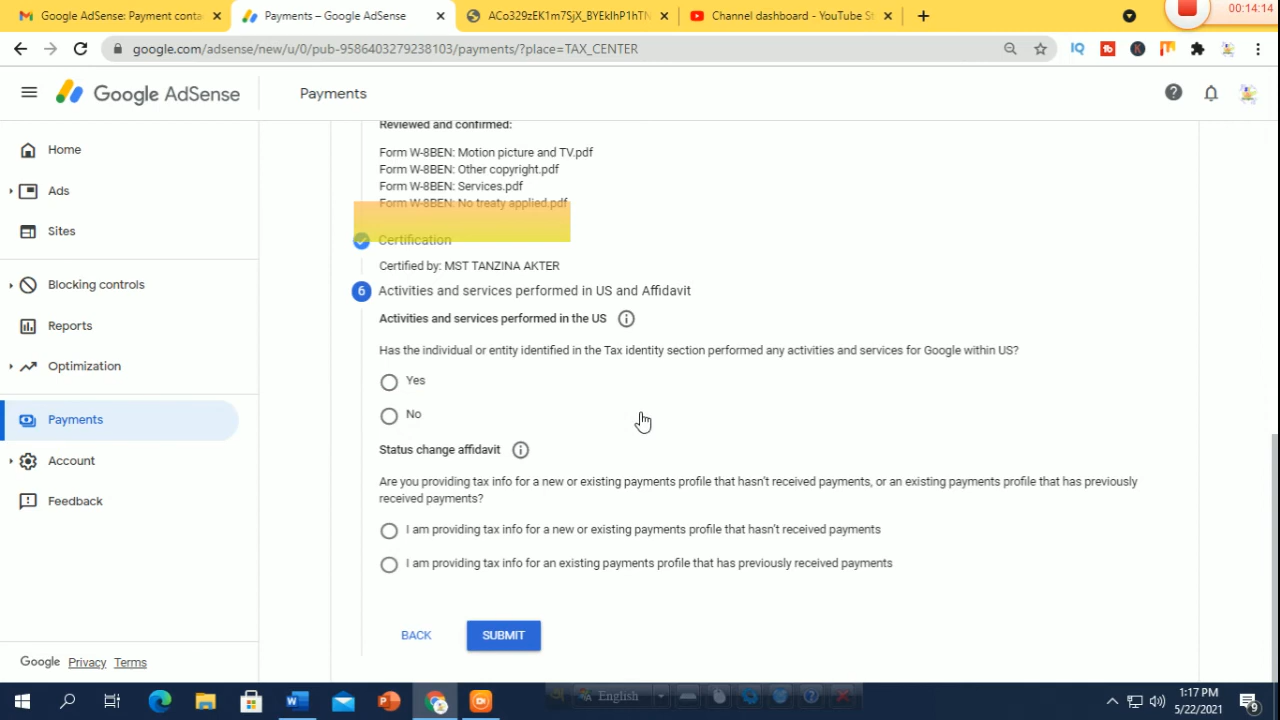 Google AdSense: Payment conta
Payments – Google AdSense
ACo329zEK1m7SjX_BYEkIhP1hTN
Channel dashboard - YouTube St
00:14:14
google.com/adsense/new/u/0/pub-9586403279238103/payments/?place=TAX_CENTER
IQ
Google AdSense
Payments
Home
Ads
Sites
Blocking controls
Reports
Optimization
Payments
Account
Feedback
Google Privacy Terms
Reviewed and confirmed:
Form W-8BEN: Motion picture and TV.pdf
Form W-8BEN: Other copyright.pdf
Form W-8BEN: Services.pdf
Form W-8BEN: No treaty applied.pdf
Certification
Certified by: MST TANZINA AKTER
6 Activities and services performed in US and Affidavit
Activities and services performed in the US
Has the individual or entity identified in the Tax identity section performed any activities and services for Google within US?
Yes
No
Status change affidavit
Are you providing tax info for a new or existing payments profile that hasn't received payments, or an existing payments profile that has previously
received payments?
I am providing tax info for a new or existing payments profile that hasn't received payments
I am providing tax info for an existing payments profile that has previously received payments
BACK
SUBMIT
English
1:17 PM
5/22/2021
9